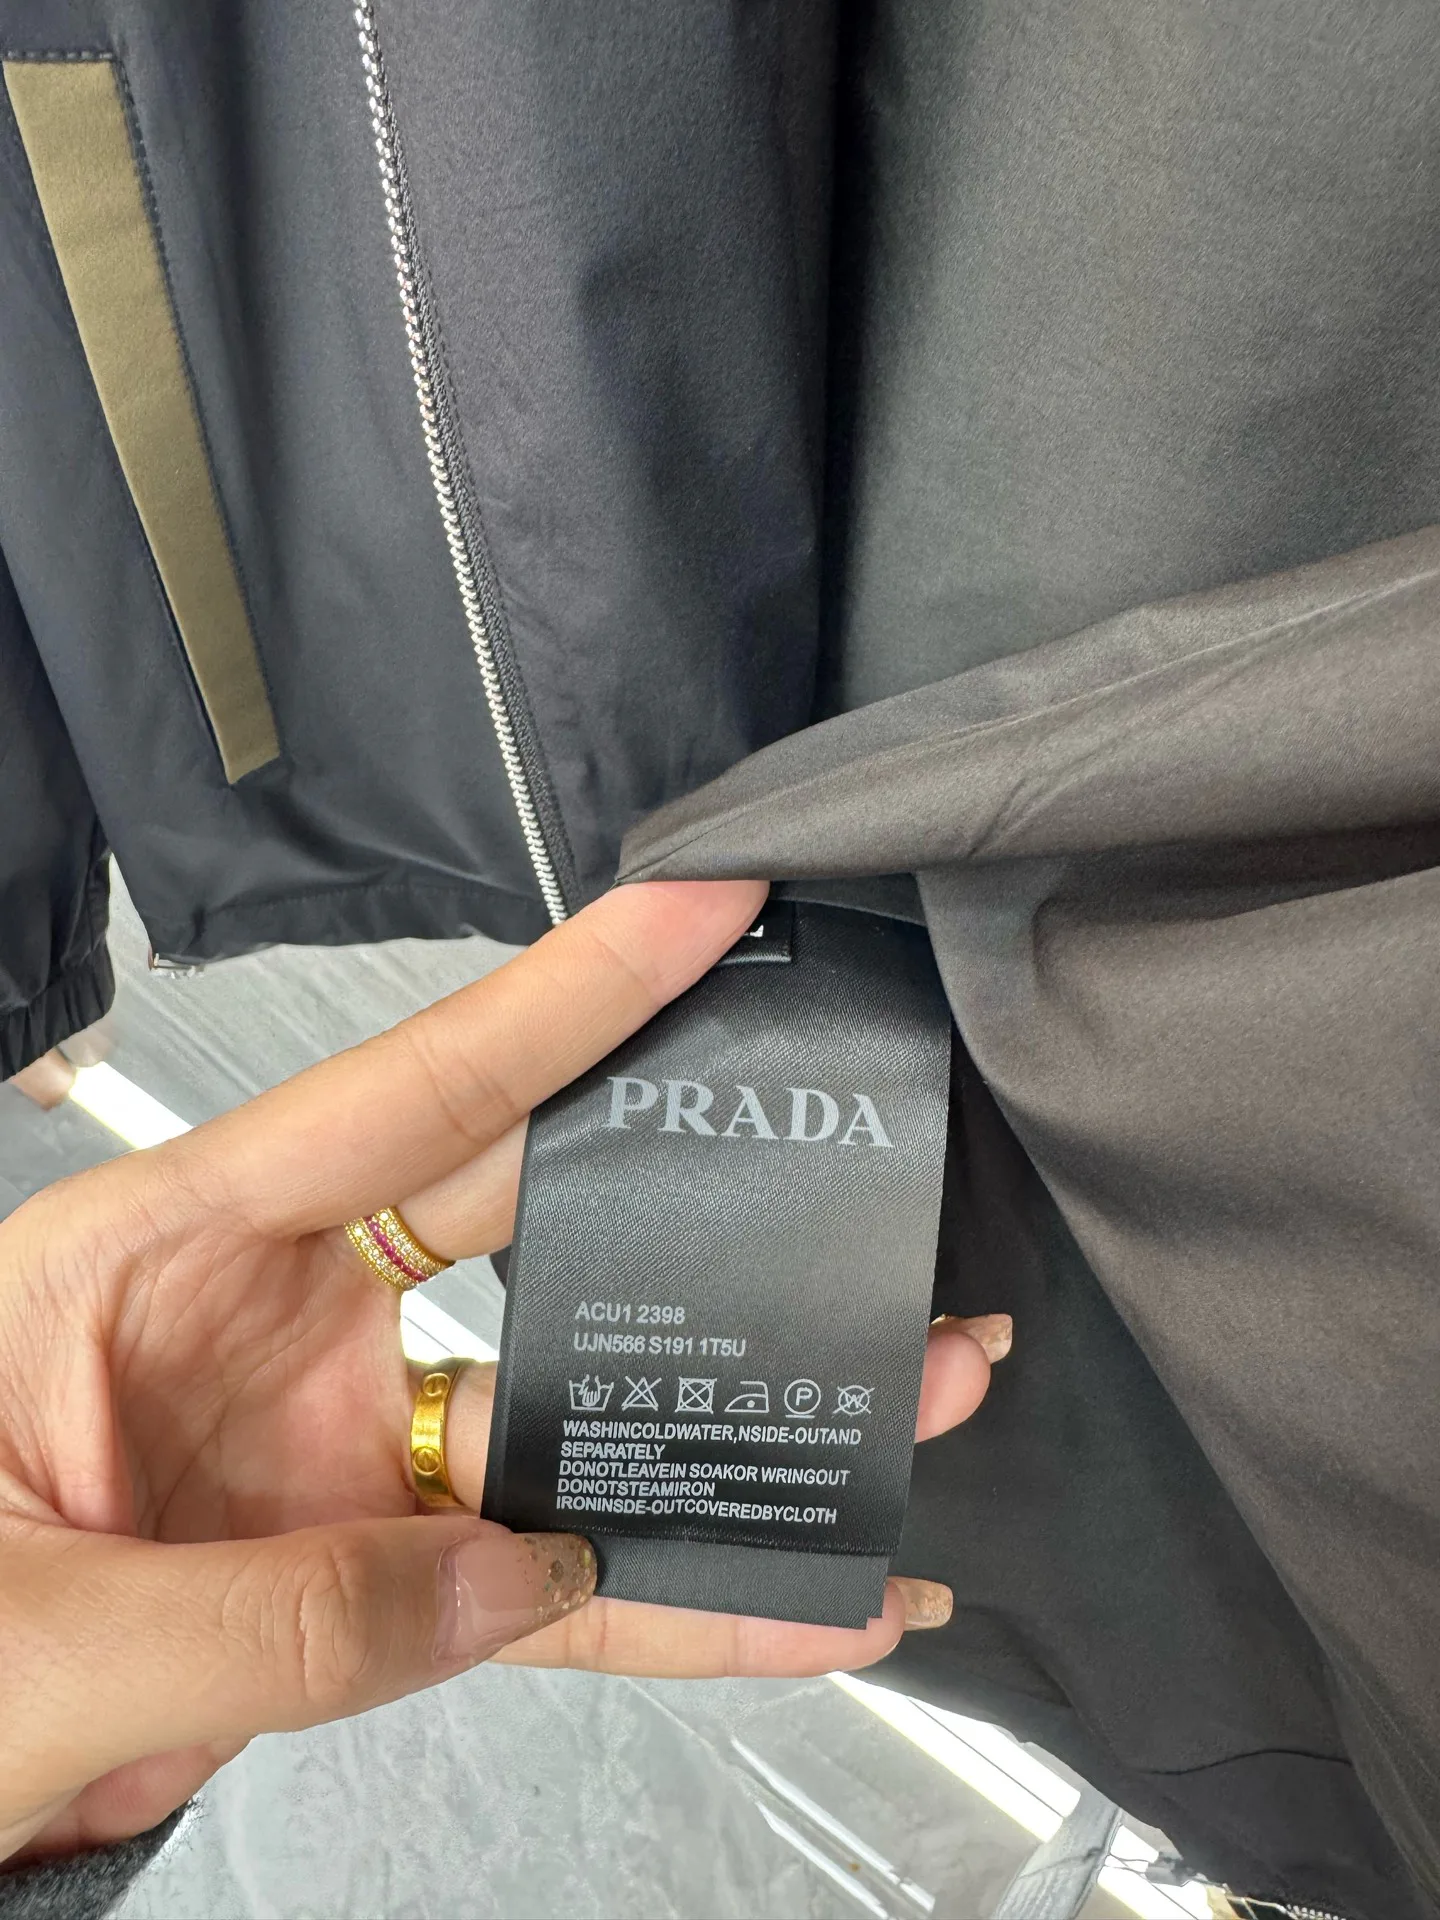 PRADA
ACU1 2398
UJN566 S191 1T5U
P
W
WASHINCOLDWATER,NSIDE-OUTAND
SEPARATELY
DONOTLEAVEIN SOAKOR WRINGOUT
DONOTSTEAMIRON
IRONINSDE-OUTCOVEREDBYCLOTH